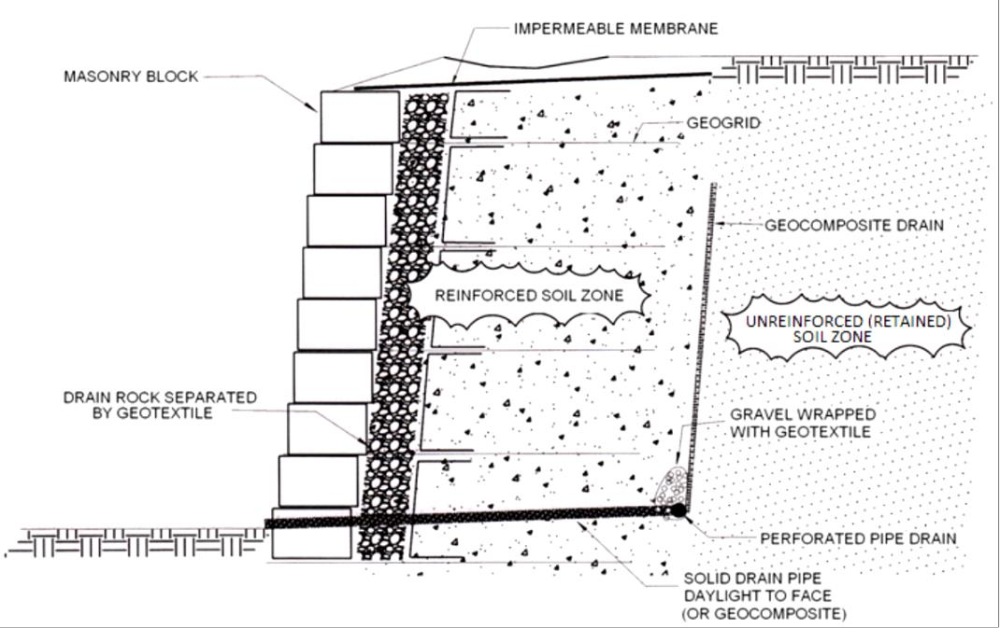 IMPERMEABLE MEMBRANE
MASONRY BLOCK
GEOGRID
GEOCOMPOSITE DRAIN
REINFORCED SOIL ZONE
UNREINFORCED (RETAINED)
SOIL ZONE
DRAIN ROCK SEPARATED
BY GEOTEXTILE
GRAVEL WRAPPED
WITH GEOTEXTILE
PERFORATED PIPE DRAIN
SOLID DRAIN PIPE
DAYLIGHT TO FACE
(OR GEOCOMPOSITE)